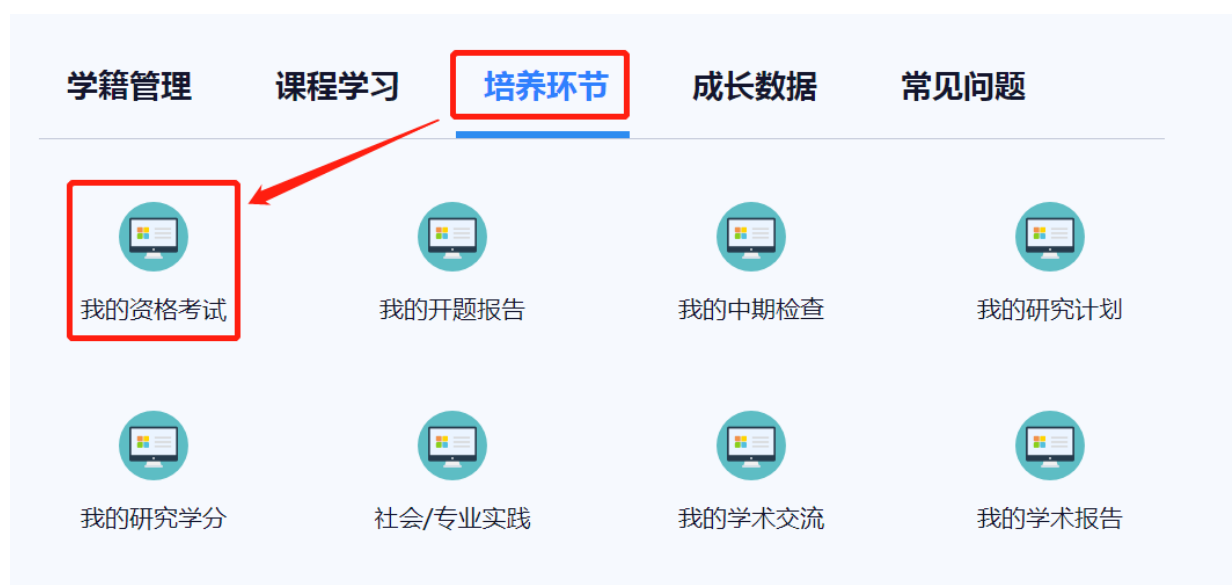 学籍管理 课程学习 培养环节 成长数据 常见问题
我的资格考试 我的开题报告 我的中期检查 我的研究计划
我的研究学分 社会/专业实践 我的学术交流 我的学术报告